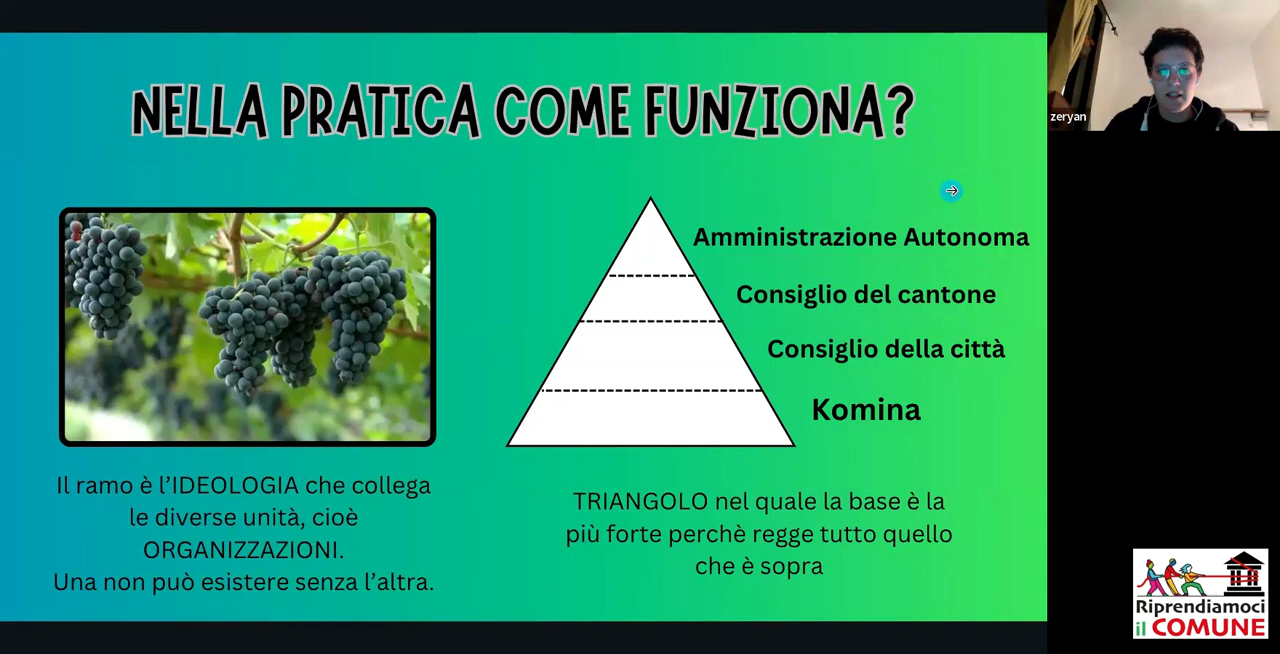 NELLA PRATICA COME FUNZIONA?
zeryan
Amministrazione Autonoma
Consiglio del cantone
Consiglio della città
Komina
Il ramo è l'IDEOLOGIA che collega
le diverse unità, cioè
ORGANIZZAZIONI.
Una non può esistere senza l'altra.
TRIANGOLO nel quale la base è la
più forte perchè regge tutto quello
che è sopra
Riprendiamoci
il COMUNE